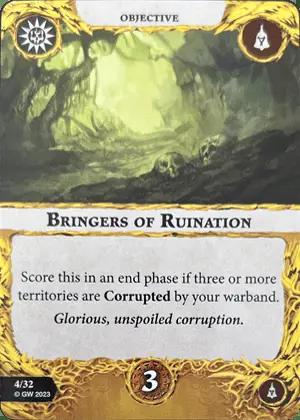 OBJECTIVE
BRINGERS OF RUINATION
Score this in an end phase if three or more
territories are Corrupted by your warband.
Glorious, unspoiled corruption.
4/32
© GW 2023
3